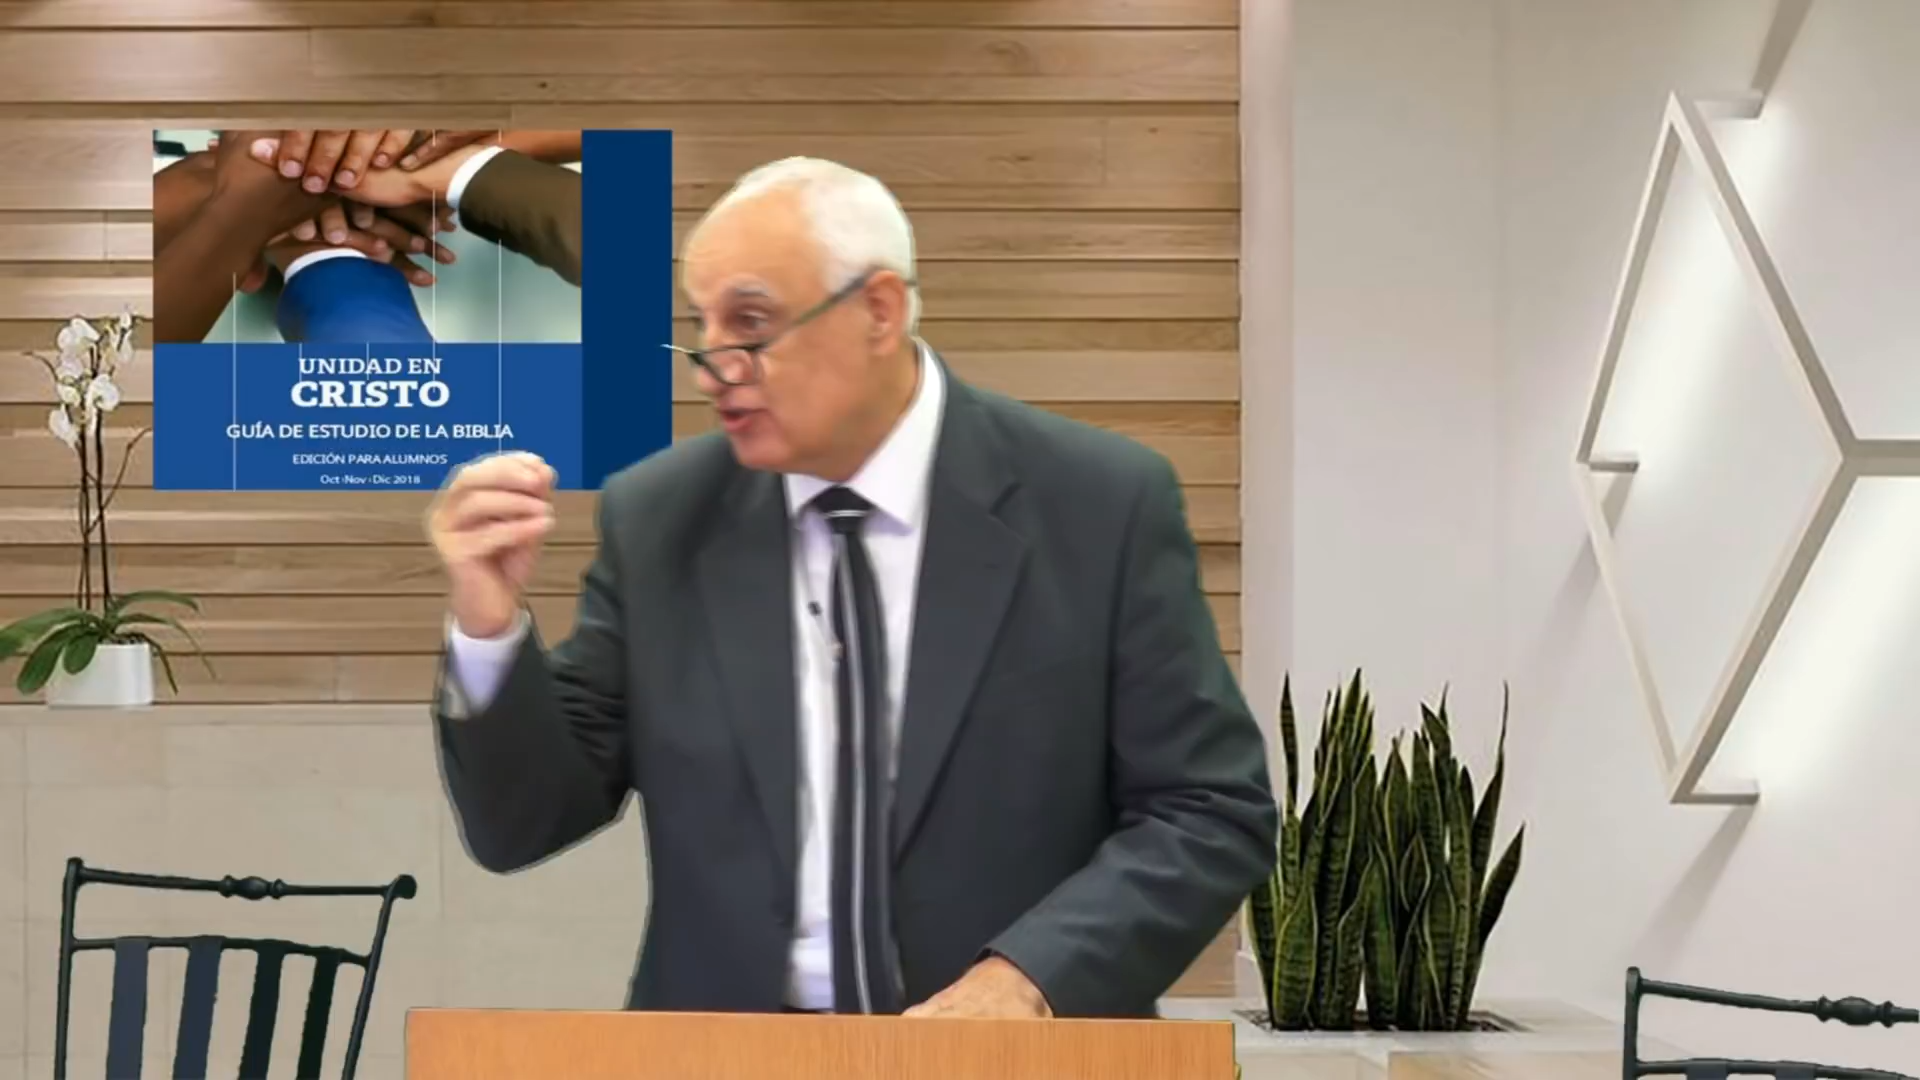 UNIDAD EN
CRISTO
GUÍA DE ESTUDIO DE LA BIBLIA
EDICIÓN PARA ALUMNOS
Oct · Nov · Dic 2018